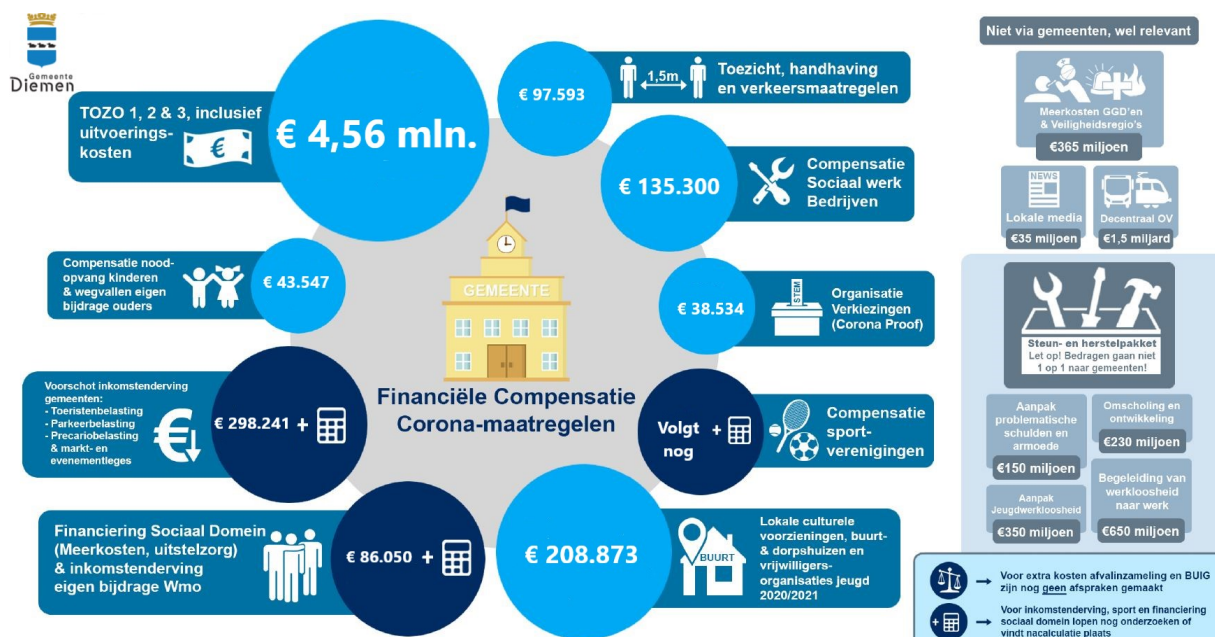 Gemeente
Diemen
TOZO 1, 2 & 3, inclusief
uitvoerings-
kosten
€
€ 4,56 mln.
€ 97.593
1,5m
Toezicht, handhaving
en verkeersmaatregelen
€ 135.300
Compensatie
Sociaal werk
Bedrijven
Compensatie nood-
opvang kinderen
& wegvallen eigen
bijdrage ouders
€ 43.547
GEMEENTE
€ 38.534
STEM
Organisatie
Verkiezingen
(Corona Proof)
Financiële Compensatie
Corona-maatregelen
Voorschot inkomstenderving
gemeenten:
- Toeristenbelasting
- Parkeerbelasting
- Precariobelasting
& markt- en
evenementleges
€
€ 298.241 +
Volgt
nog
+
Compensatie
sport-
verenigingen
Financiering Sociaal Domein
(Meerkosten, uitstelzorg)
& inkomstenderving
eigen bijdrage Wmo
€ 86.050 +
€ 208.873
BUURT
Lokale culturele
voorzieningen, buurt-
& dorpshuizen en
vrijwilligers-
organisaties jeugd
2020/2021
Niet via gemeenten, wel relevant
Meerkosten GGD'en
& Veiligheidsregio's
€365 miljoen
NEWS
Lokale media
€35 miljoen
Decentraal OV
€1,5 miljard
Steun- en herstelpakket
Let op! Bedragen gaan niet
1 op 1 naar gemeenten!
Aanpak
problematische
schulden en
armoede
€150 miljoen
Omscholing en
ontwikkeling
€230 miljoen
Aanpak
Jeugdwerkloosheid
€350 miljoen
Begeleiding van
werkloosheid
naar werk
€650 miljoen
Voor extra kosten afvalinzameling en BUIG
zijn nog geen afspraken gemaakt
+
Voor inkomstenderving, sport en financiering
sociaal domein lopen nog onderzoeken of
vindt nacalculatie plaats